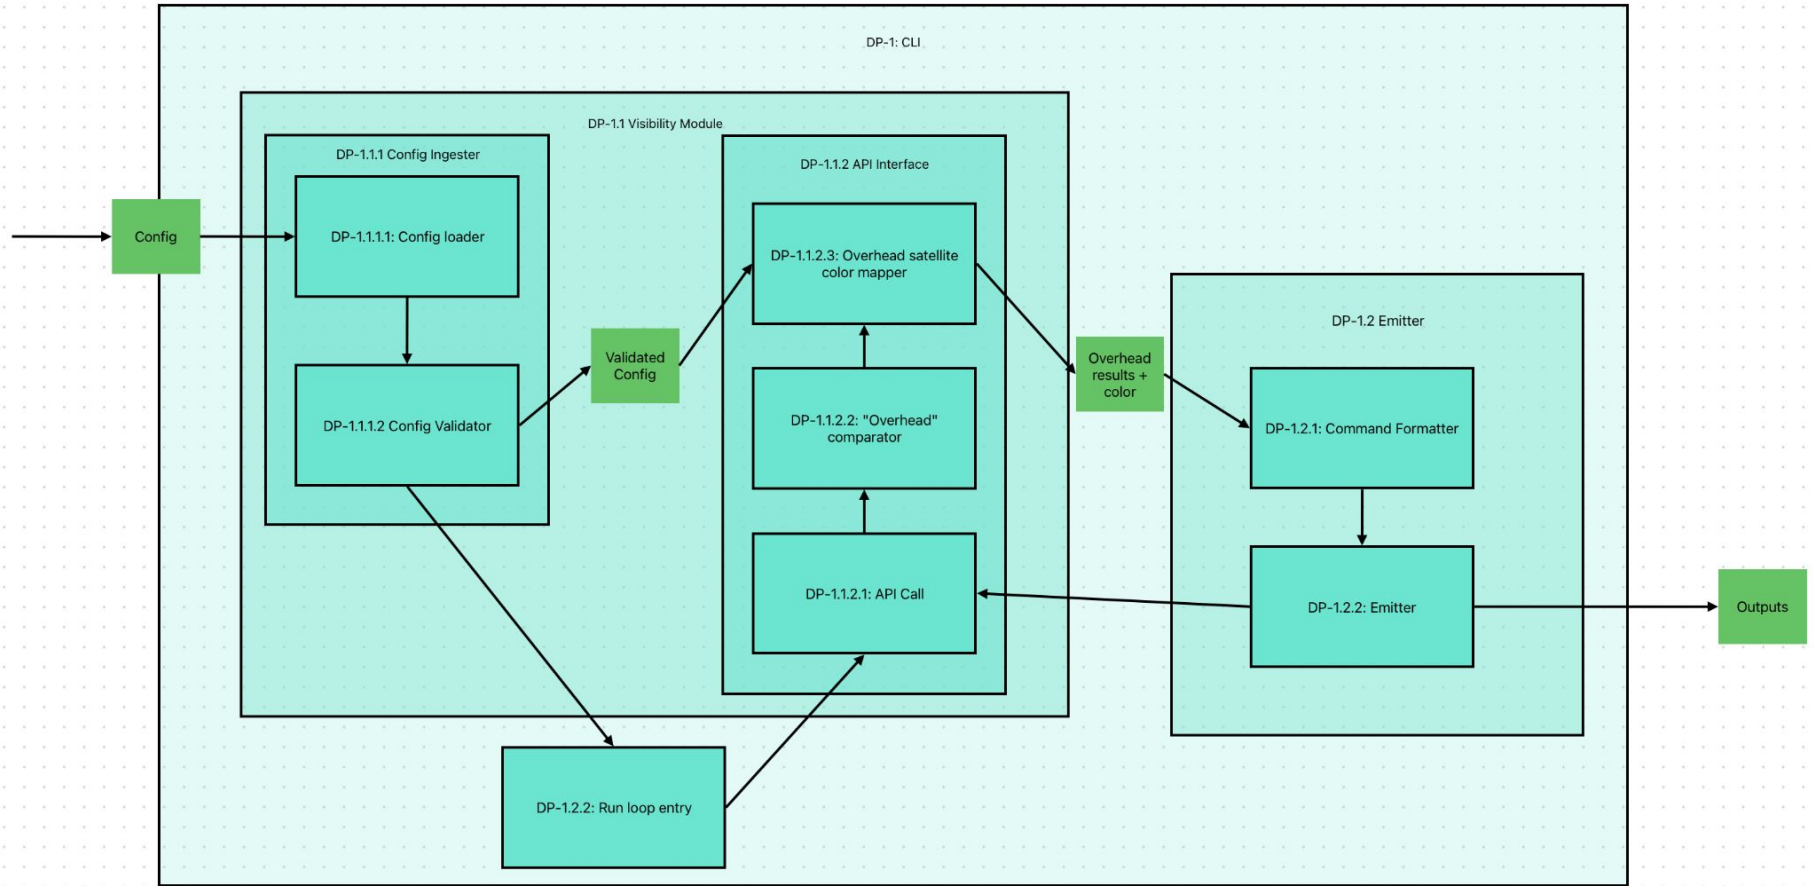 DP-1: CLI
DP-1.1 Visibility Module
DP-1.1.1 Config Ingester
DP-1.1.1.1: Config loader
DP-1.1.1.2 Config Validator
Config
Validated
Config
DP-1.1.2 API Interface
DP-1.1.2.3: Overhead satellite
color mapper
DP-1.1.2.2: "Overhead"
comparator
DP-1.1.2.1: API Call
Overhead
results +
color
DP-1.2 Emitter
DP-1.2.1: Command Formatter
DP-1.2.2: Emitter
Outputs
DP-1.2.2: Run loop entry